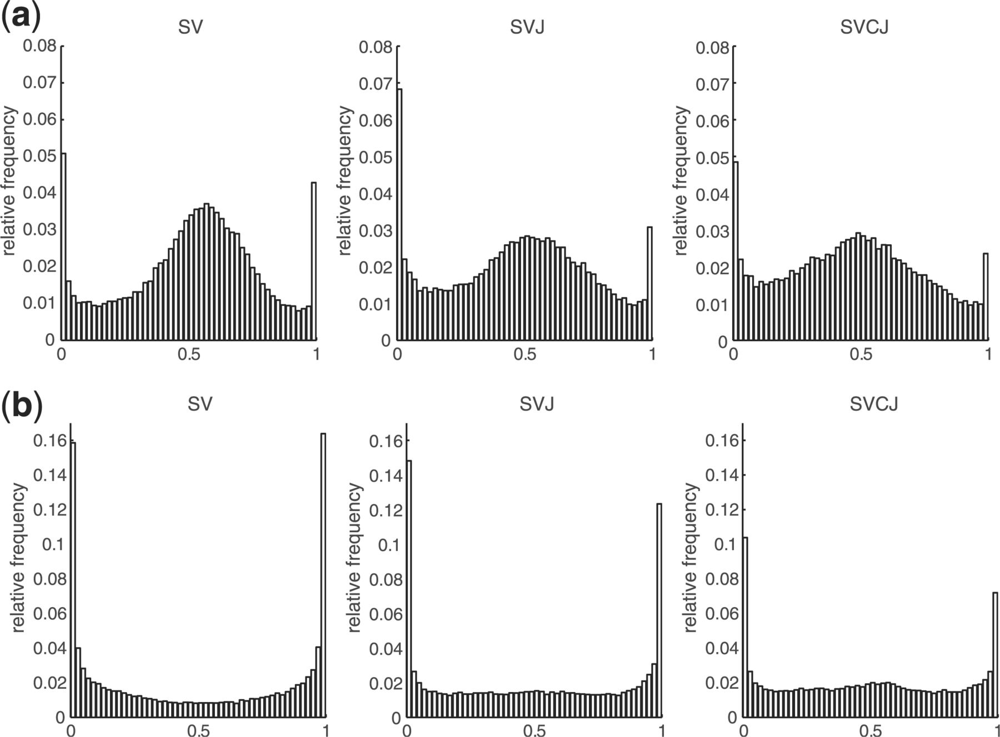 (a)
SV SVJ SVCJ
0.08 0.08 0.08
0.07 0.07 0.07
0.06 0.06 0.06
0.05 0.05 0.05
0.04 0.04 0.04
0.03 0.03 0.03
0.02 0.02 0.02
0.01 0.01 0.01
0 0 0
relative frequency relative frequency relative frequency
0 0.5 1 0 0.5 1 0 0.5 1
(b)
SV SVJ SVCJ
0.16 0.16 0.16
0.14 0.14 0.14
0.12 0.12 0.12
0.1 0.1 0.1
0.08 0.08 0.08
0.06 0.06 0.06
0.04 0.04 0.04
0.02 0.02 0.02
0 0 0
relative frequency relative frequency relative frequency
0 0.5 1 0 0.5 1 0 0.5 1